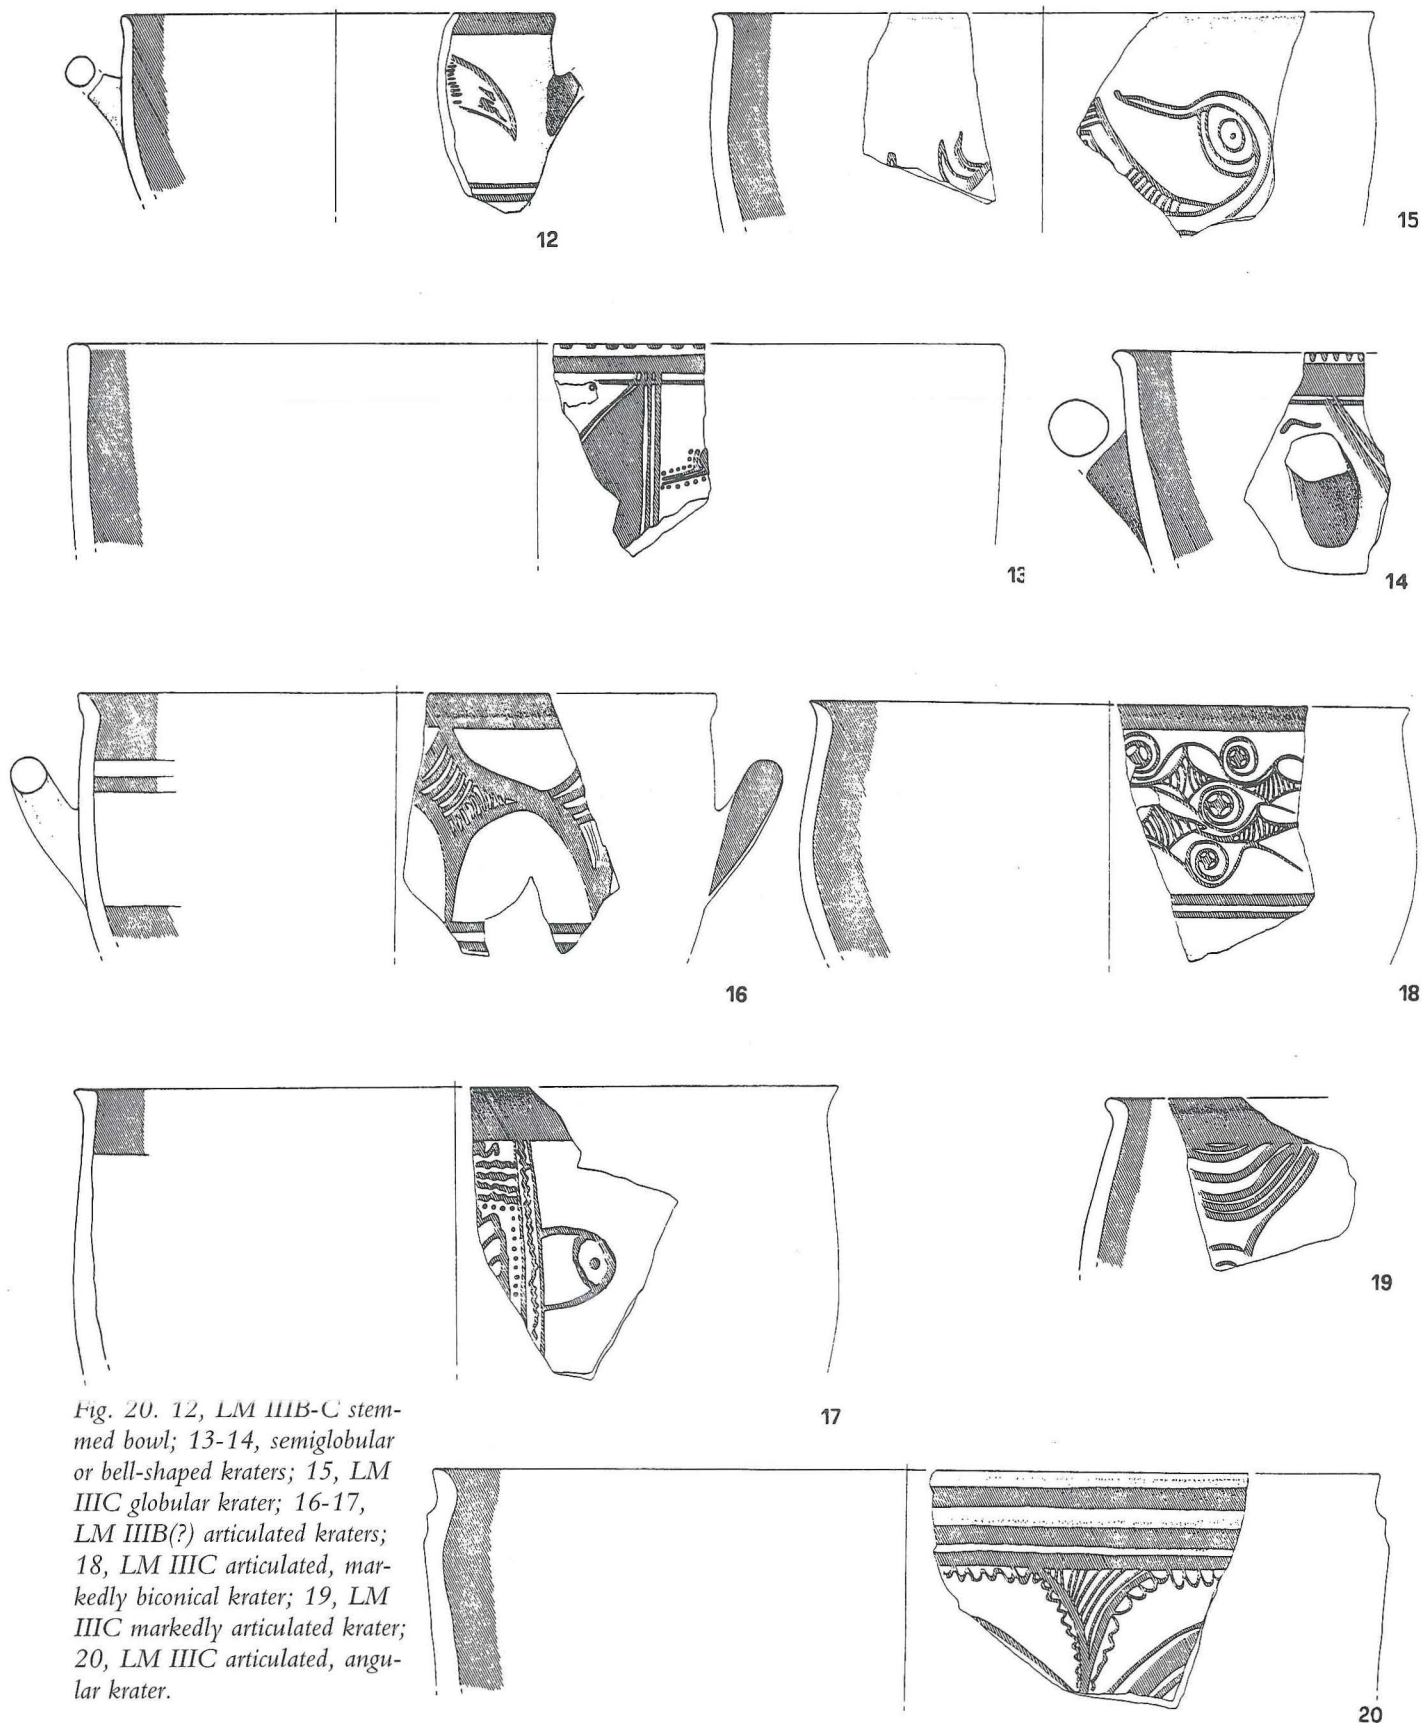 12
15
13
14
16
18
17
19
Fig. 20. 12, LM IIIB-C stem-
med bowl; 13-14, semiglobular
or bell-shaped kraters; 15, LM
IIIC globular krater; 16-17,
LM IIIB(?) articulated kraters;
18, LM IIIC articulated, mar-
kedly biconical krater; 19, LM
IIIC markedly articulated krater;
20, LM IIIC articulated, angu-
lar krater.
20